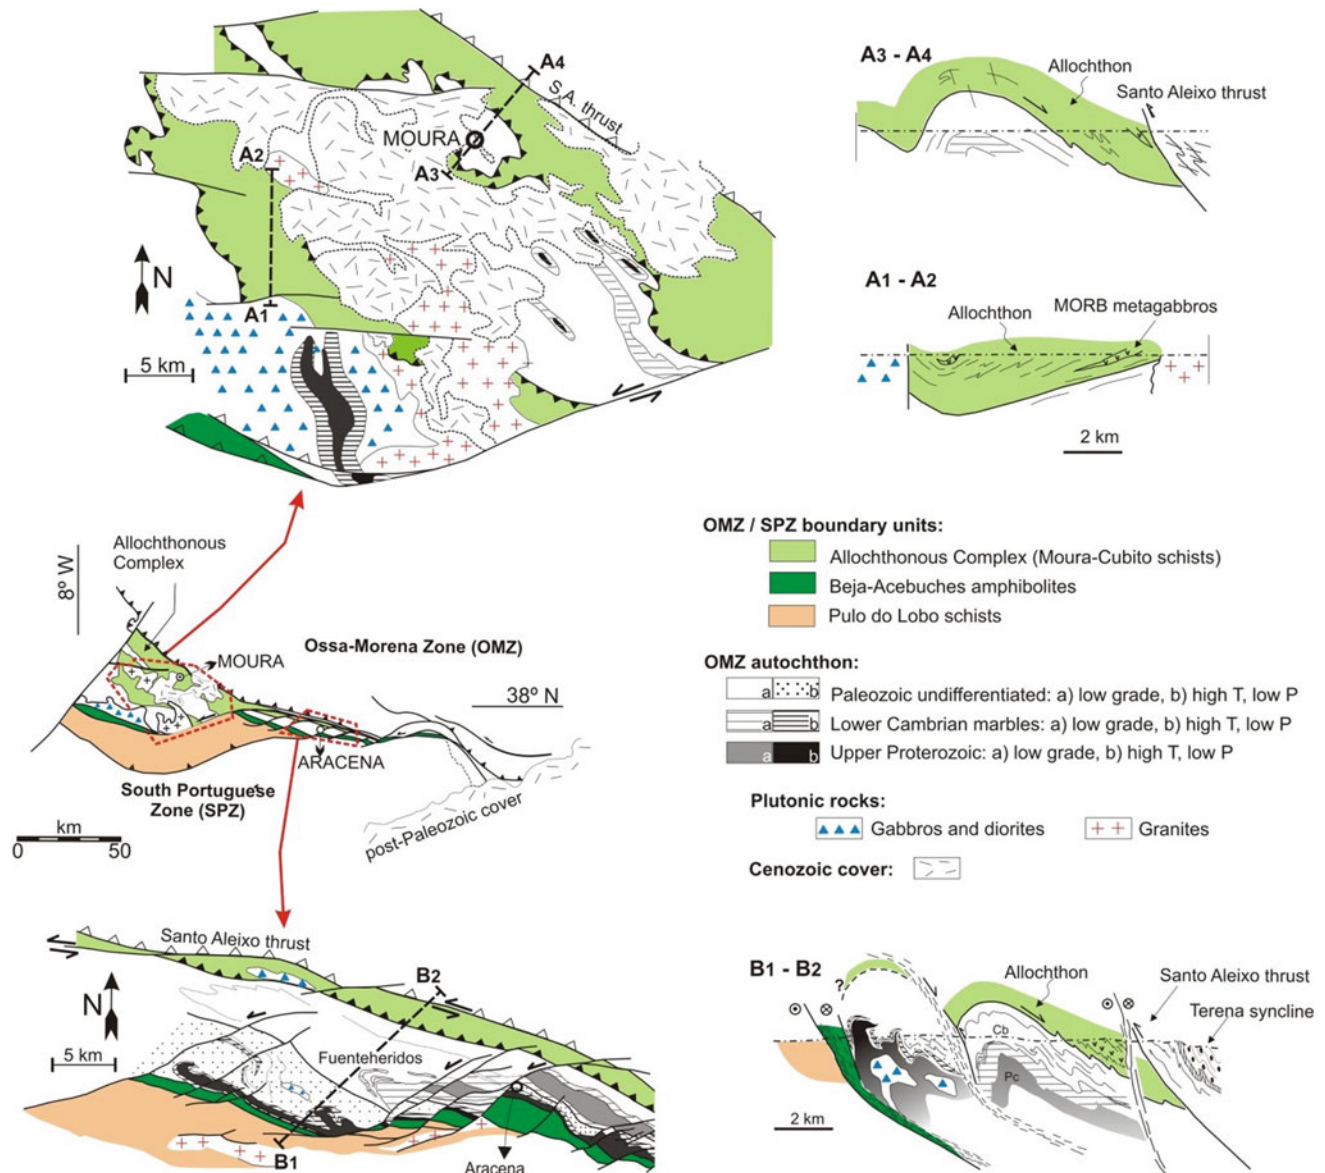 A4
S.A. thrust
MOURA
A2
A3
N
A1
5 km
A3 - A4
Allochthon
Santo Aleixo thrust
ST
A1 - A2
Allochthon
MORB metagabbros
2 km
Allochthonous
Complex
8º W
MOURA
Ossa-Morena Zone (OMZ)
38º N
ARACENA
South Portuguese
Zone (SPZ)
km
0 50
post-Paleozoic cover
OMZ / SPZ boundary units:
Allochthonous Complex (Moura-Cubito schists)
Beja-Acebuches amphibolites
Pulo do Lobo schists
OMZ autochthon:
a b Paleozoic undifferentiated: a) low grade, b) high T, low P
a b Lower Cambrian marbles: a) low grade, b) high T, low P
a b Upper Proterozoic: a) low grade, b) high T, low P
Plutonic rocks:
Gabbros and diorites Granites
Cenozoic cover:
Santo Aleixo thrust
B2
N
5 km
Fuenteheridos
B1
Aracena
B1 - B2
Allochthon
Santo Aleixo thrust
Terena syncline
?
Cb
Pc
2 km